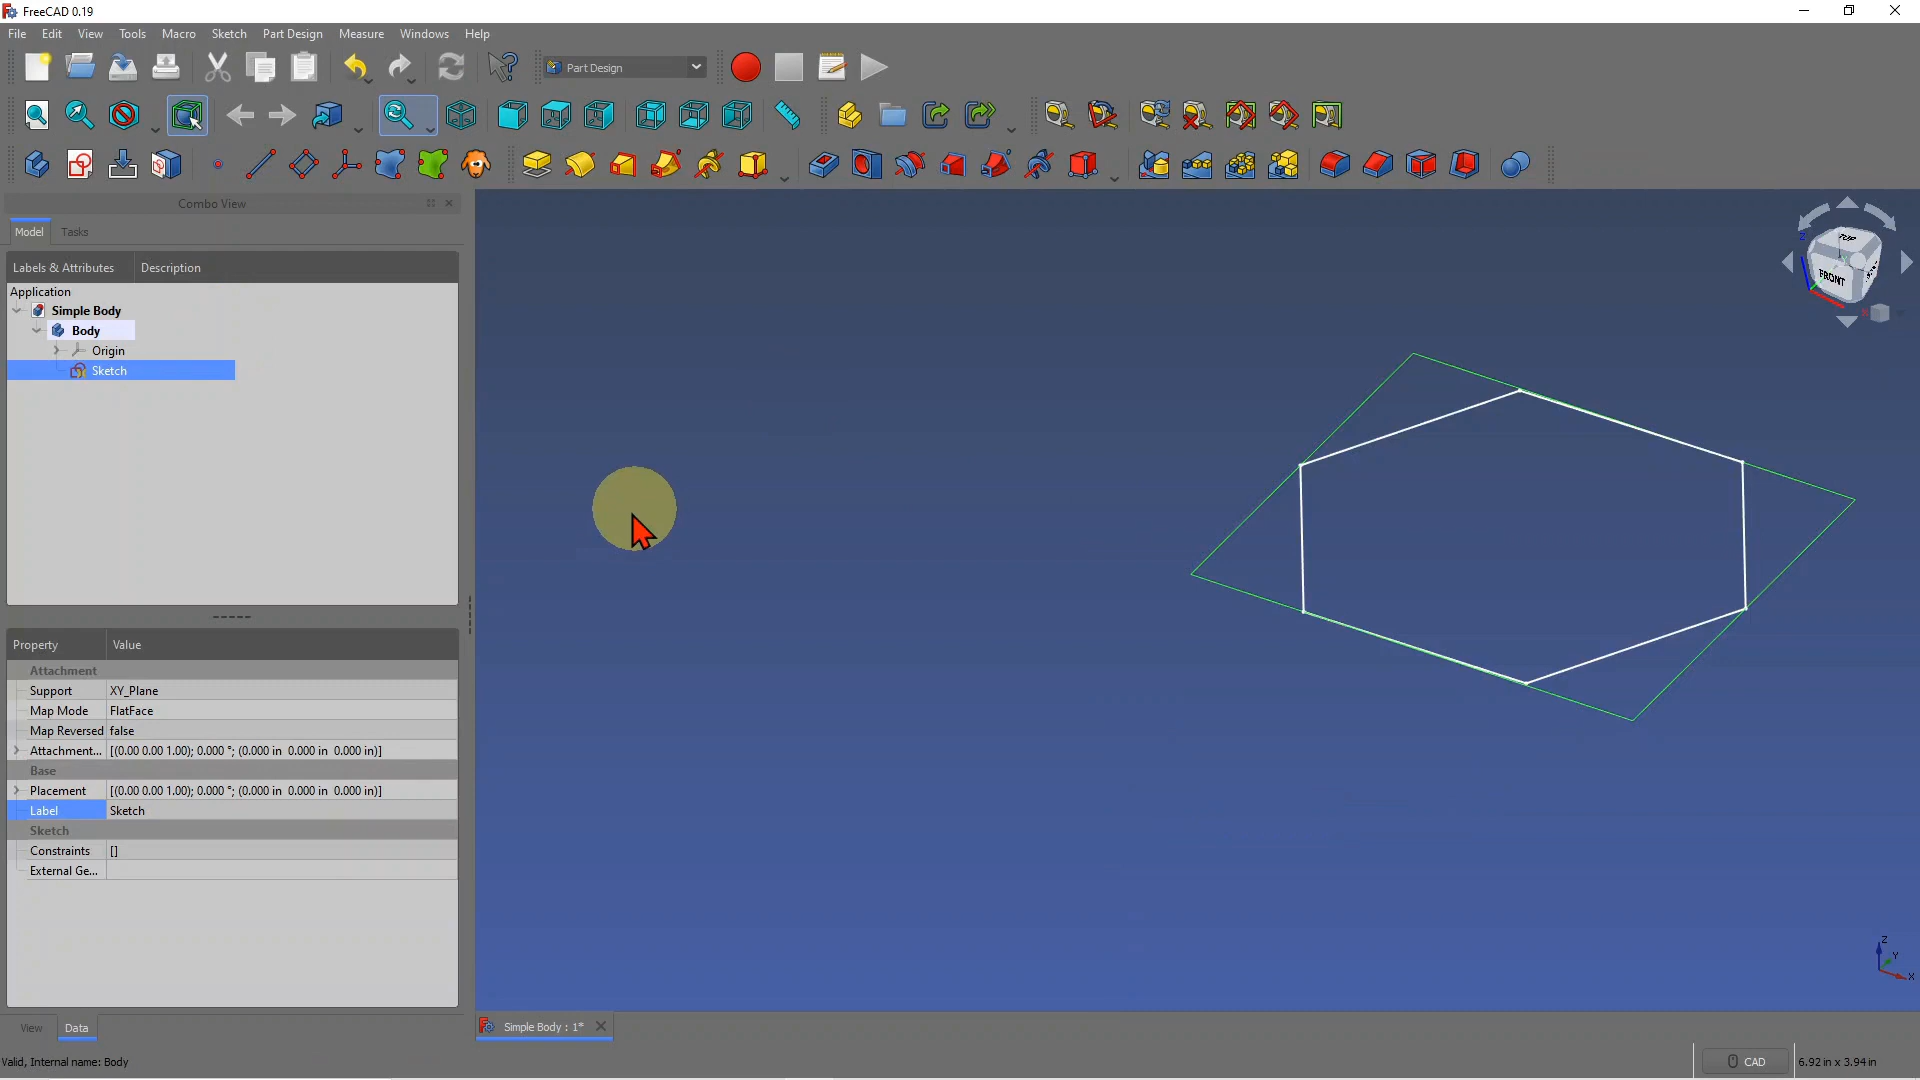 FreeCAD 0.19
File Edit View Tools Macro Sketch Part Design Measure Windows Help
Part Design
Combo View
Model Tasks
Labels & Attributes Description
Application
Simple Body
Body
Origin
Sketch
Property Value
Attachment
Support XY_Plane
Map Mode FlatFace
Map Reversed false
Attachment... [(0.00 0.00 1.00); 0.000 °; (0.000 in 0.000 in 0.000 in)]
Base
Placement [(0.00 0.00 1.00); 0.000 °; (0.000 in 0.000 in 0.000 in)]
Label Sketch
Sketch
Constraints []
External Ge...
View Data
Valid, Internal name: Body
TOP
FRONT
Z
X
Z
Y
X
Simple Body : 1*
CAD 6.92 in x 3.94 in